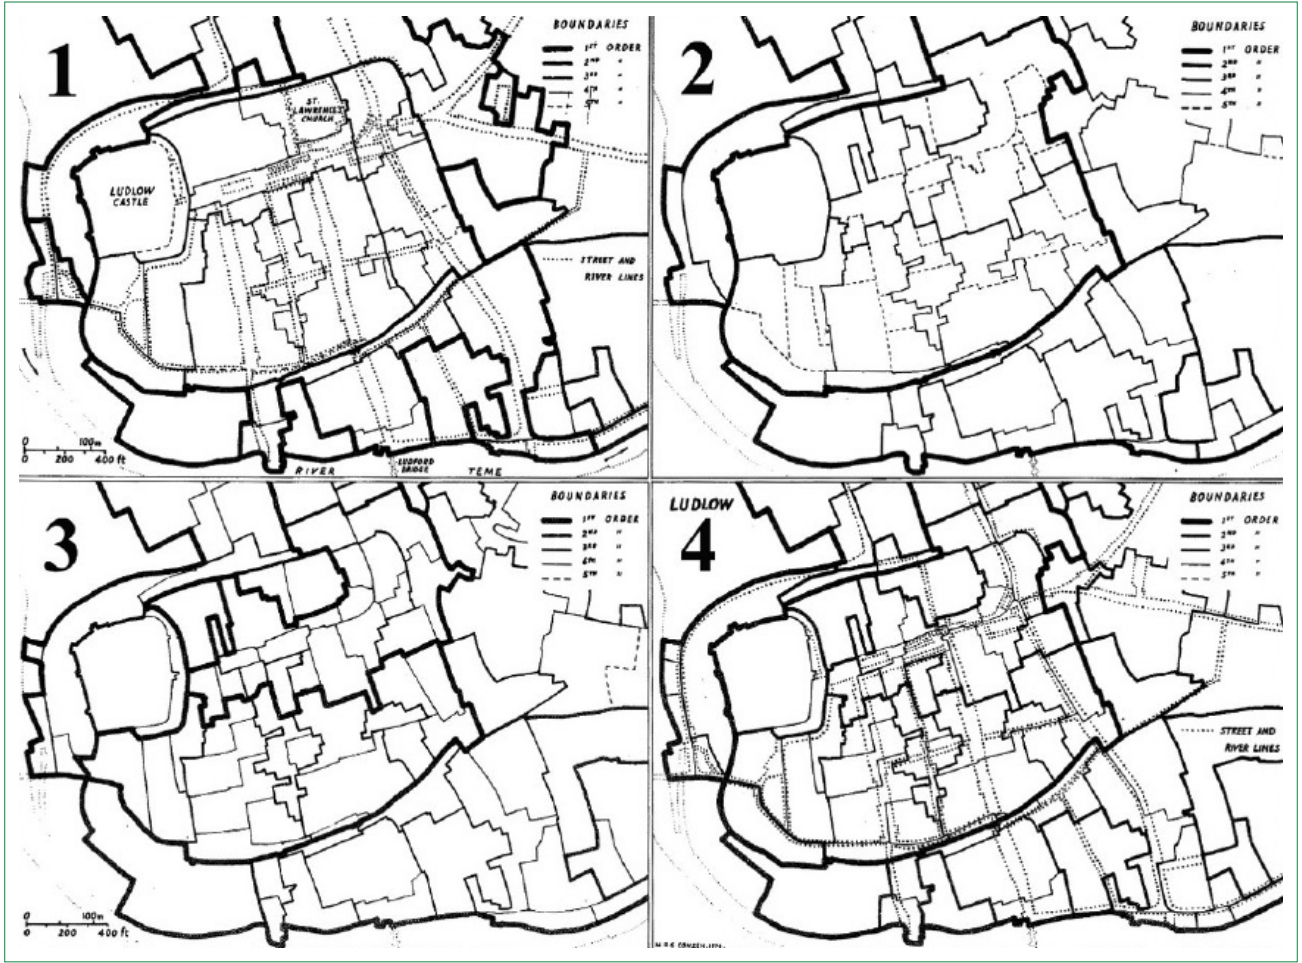 1
BOUNDARIES
1ST ORDER
2ND "
3RD "
4TH "
5TH "
ST.
LAWRENCE'S
CHURCH
LUDLOW
CASTLE
STREET AND
RIVER LINES
0 100m
0 200 400 ft
RIVER
LUDFORD
BRIDGE
TEME
2
BOUNDARIES
1ST ORDER
2ND "
3RD "
4TH "
5TH "
3
BOUNDARIES
1ST ORDER
2ND "
3RD "
4TH "
5TH "
0 100m
0 200 400 ft
LUDLOW
4
BOUNDARIES
1ST ORDER
2ND "
3RD "
4TH "
5TH "
STREET AND
RIVER LINES
CONZEN